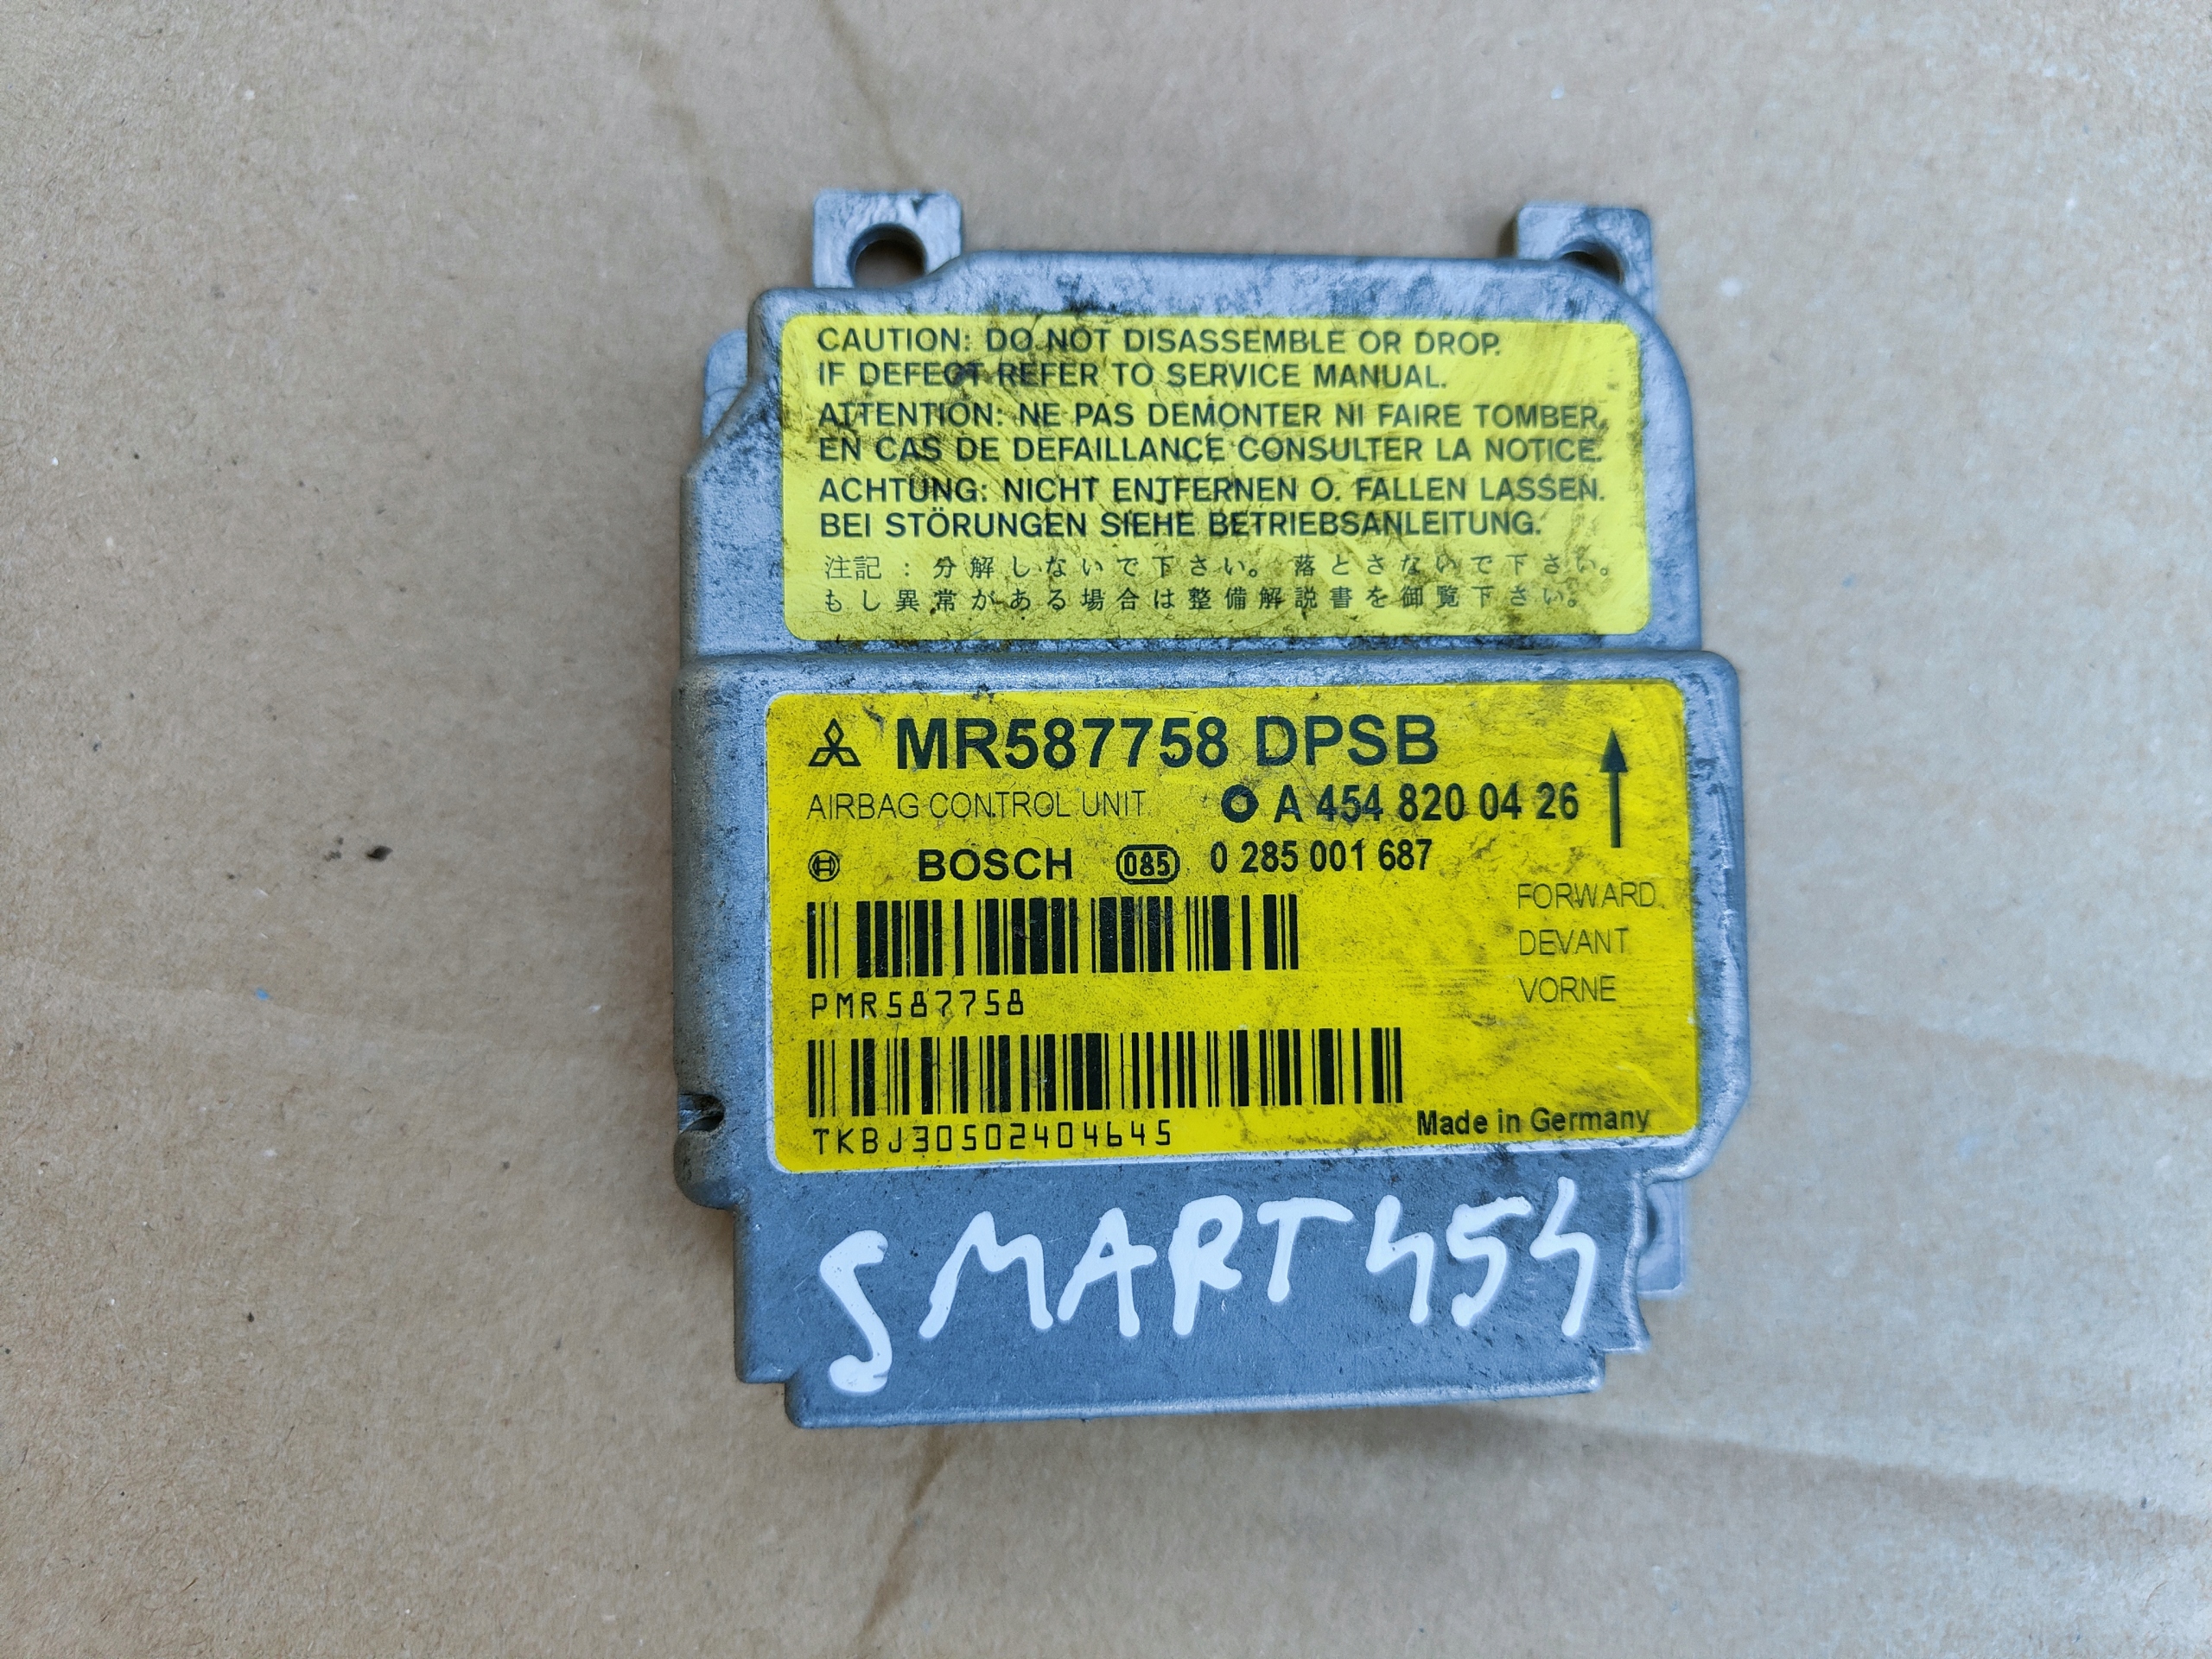 CAUTION: DO NOT DISASSEMBLE OR DROP.
IF DEFECT REFER TO SERVICE MANUAL.
ATTENTION: NE PAS DEMONTER NI FAIRE TOMBER,
EN CAS DE DEFAILLANCE CONSULTER LA NOTICE.
ACHTUNG: NICHT ENTFERNEN O. FALLEN LASSEN.
BEI STÖRUNGEN SIEHE BETRIEBSANLEITUNG.
注記 : 分解しないで下さい。 落とさないで下さい。
もし異常がある場合は整備解説書を御覧下さい。
MR587758 DPSB
AIRBAG CONTROL UNIT A 454 820 04 26
BOSCH 085 0 285 001 687
FORWARD
DEVANT
VORNE
PMR587758
TKBJ30502404645
Made in Germany
SMART 454